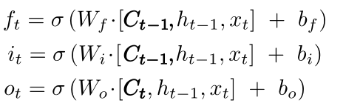 f_t = σ (W_f · [C_{t−1}, h_{t−1}, x_t] + b_f)
i_t = σ (W_i · [C_{t−1}, h_{t−1}, x_t] + b_i)
o_t = σ (W_o · [C_t, h_{t−1}, x_t] + b_o)